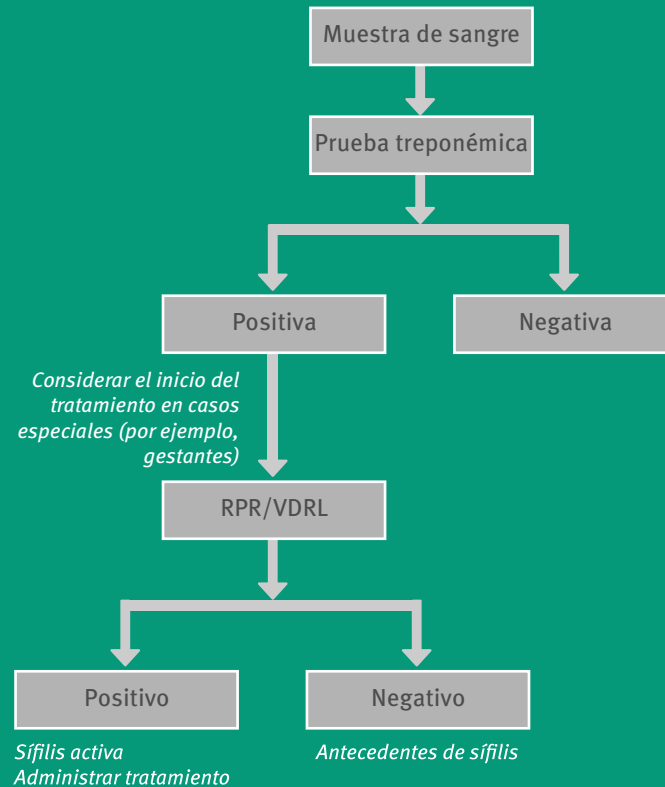 Muestra de sangre
Prueba treponémica
Positiva
Negativa
Considerar el inicio del
tratamiento en casos
especiales (por ejemplo,
gestantes)
RPR/VDRL
Positivo
Negativo
Sífilis activa
Administrar tratamiento
Antecedentes de sífilis